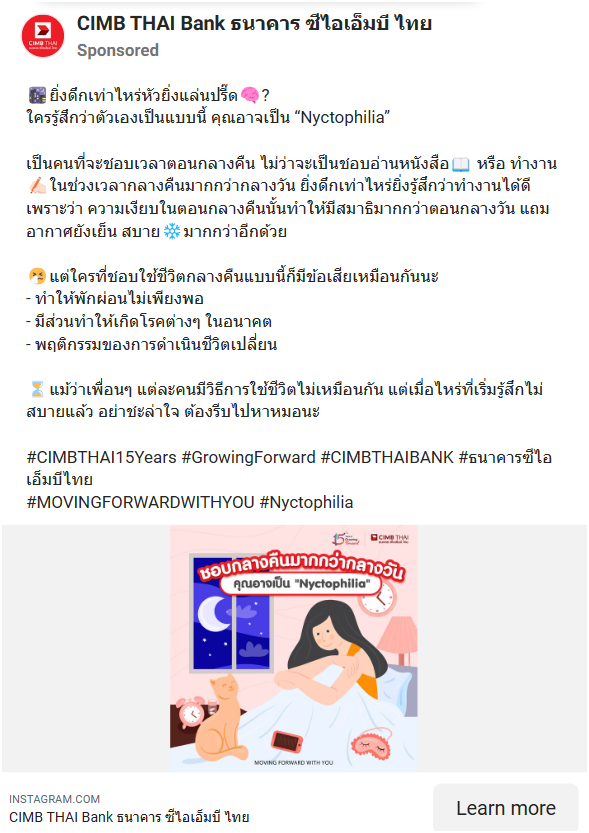 CIMB THAI
CIMB THAI Bank ธนาคาร ซีไอเอ็มบี ไทย
Sponsored
🌌ยิ่งดึกเท่าไหร่หัวยิ่งแล่นปรี๊ด🧠?
ใครรู้สึกว่าตัวเองเป็นแบบนี้ คุณอาจเป็น “Nyctophilia”
เป็นคนที่จะชอบเวลาตอนกลางคืน ไม่ว่าจะเป็นชอบอ่านหนังสือ📖 หรือ ทำงาน
✍🏻ในช่วงเวลากลางคืนมากกว่ากลางวัน ยิ่งดึกเท่าไหร่ยิ่งรู้สึกว่าทำงานได้ดี
เพราะว่า ความเงียบในตอนกลางคืนนั้นทำให้มีสมาธิมากกว่าตอนกลางวัน แถม
อากาศยังเย็น สบาย❄️มากกว่าอีกด้วย
🤧แต่ใครที่ชอบใช้ชีวิตกลางคืนแบบนี้ก็มีข้อเสียเหมือนกันนะ
- ทำให้พักผ่อนไม่เพียงพอ
- มีส่วนทำให้เกิดโรคต่างๆ ในอนาคต
- พฤติกรรมของการดำเนินชีวิตเปลี่ยน
⏳แม้ว่าเพื่อนๆ แต่ละคนมีวิธีการใช้ชีวิตไม่เหมือนกัน แต่เมื่อไหร่ที่เริ่มรู้สึกไม่
สบายแล้ว อย่าชะล่าใจ ต้องรีบไปหาหมอนะ
#CIMBTHAI15Years #GrowingForward #CIMBTHAIBANK #ธนาคารซีไอ
เอ็มบีไทย
#MOVINGFORWARDWITHYOU #Nyctophilia
CIMB THAI
ชอบกลางคืนมากกว่ากลางวัน
คุณอาจเป็น "Nyctophilia"
MOVING FORWARD WITH YOU
INSTAGRAM.COM
CIMB THAI Bank ธนาคาร ซีไอเอ็มบี ไทย
Learn more